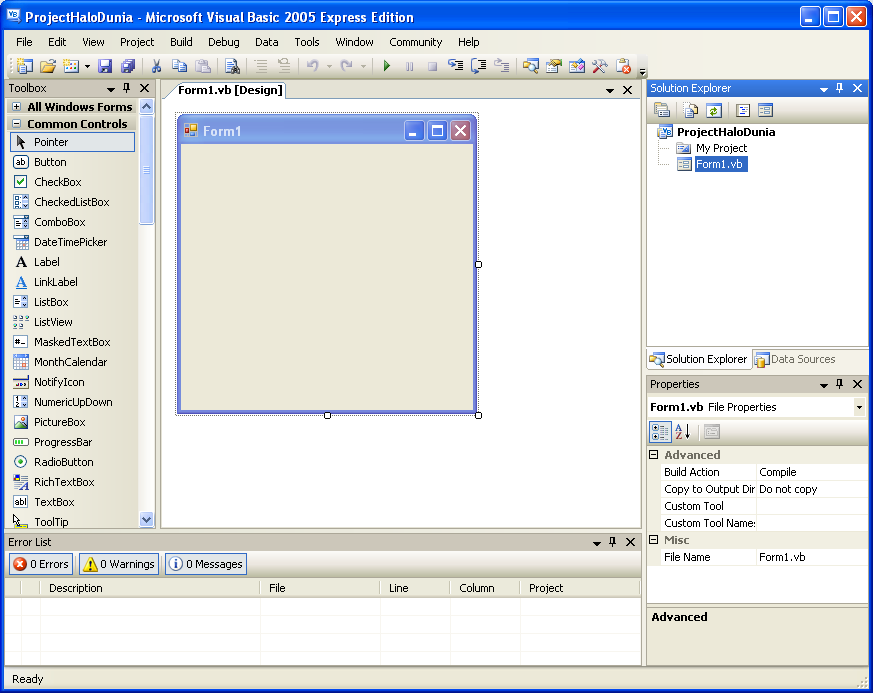 ProjectHaloDunia - Microsoft Visual Basic 2005 Express Edition
File Edit View Project Build Debug Data Tools Window Community Help
Toolbox
All Windows Forms
Common Controls
Pointer
Button
CheckBox
CheckedListBox
ComboBox
DateTimePicker
Label
LinkLabel
ListBox
ListView
MaskedTextBox
MonthCalendar
NotifyIcon
NumericUpDown
PictureBox
ProgressBar
RadioButton
RichTextBox
TextBox
ToolTip
Form1.vb [Design]
Form1
Solution Explorer
ProjectHaloDunia
My Project
Form1.vb
Solution Explorer Data Sources
Properties
Form1.vb File Properties
Advanced
Build Action Compile
Copy to Output Dir Do not copy
Custom Tool
Custom Tool Name:
Misc
File Name Form1.vb
Advanced
Error List
0 Errors 0 Warnings 0 Messages
Description File Line Column Project
Ready